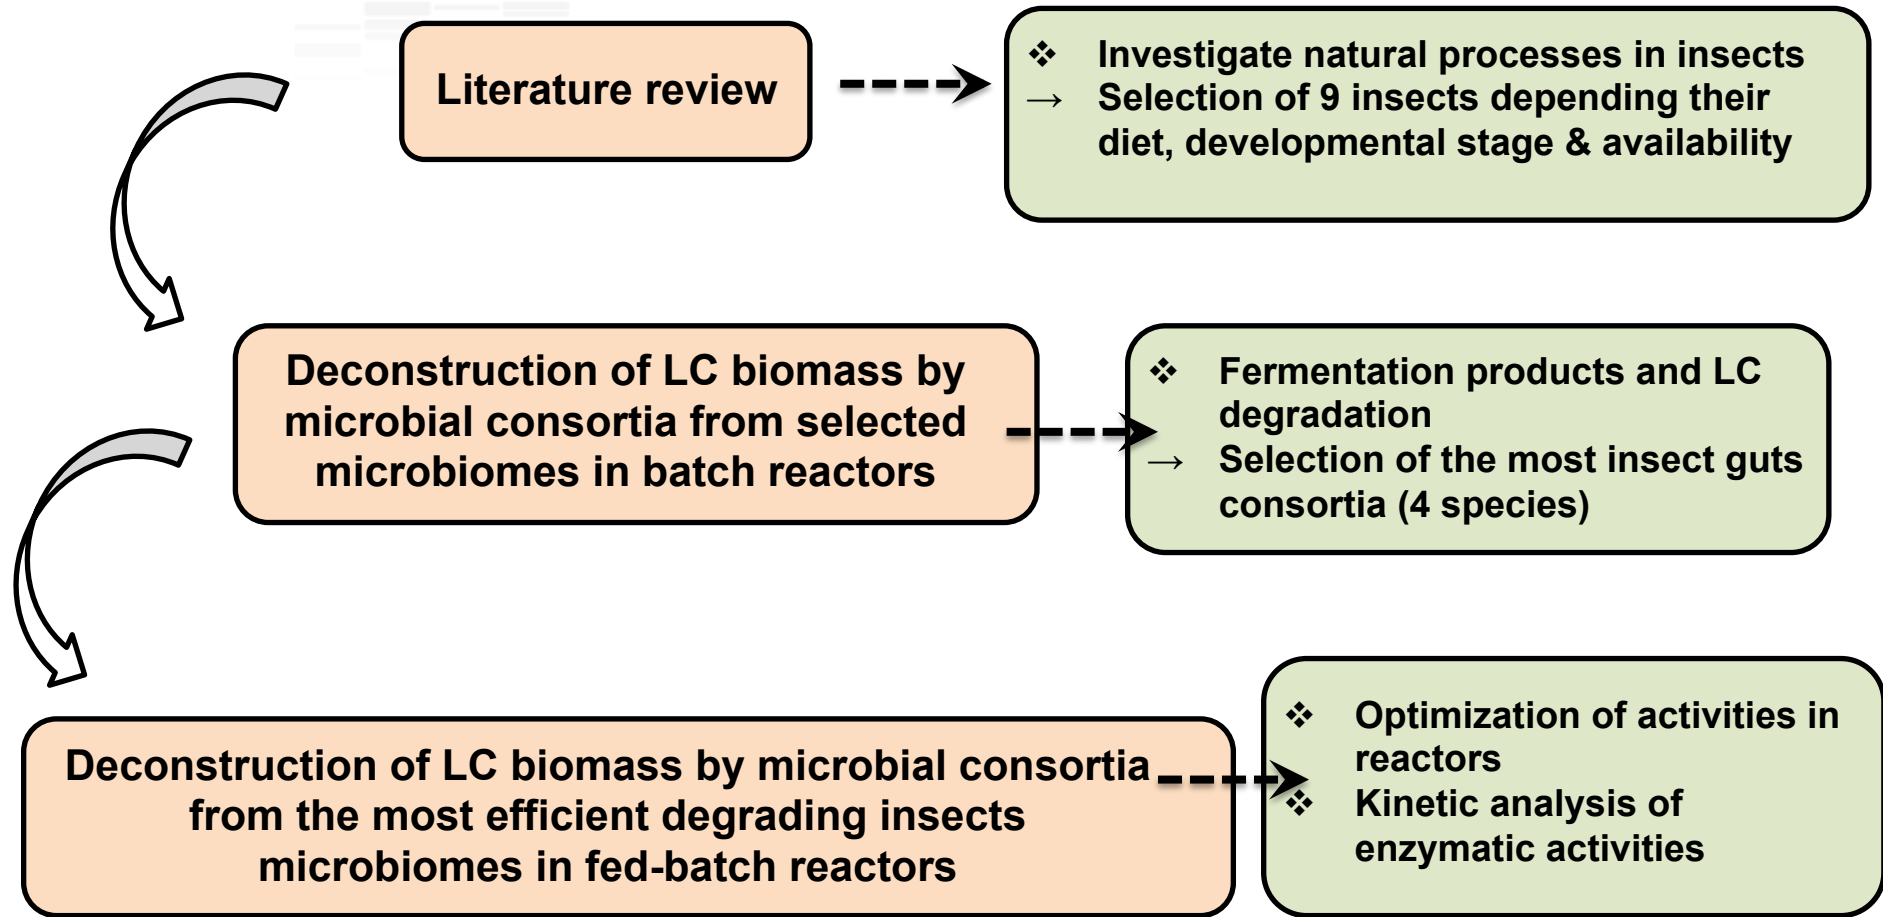 Literature review
❖ Investigate natural processes in insects
→ Selection of 9 insects depending their
diet, developmental stage & availability
Deconstruction of LC biomass by
microbial consortia from selected
microbiomes in batch reactors
❖ Fermentation products and LC
degradation
→ Selection of the most insect guts
consortia (4 species)
Deconstruction of LC biomass by microbial consortia
from the most efficient degrading insects
microbiomes in fed-batch reactors
❖ Optimization of activities in
reactors
❖ Kinetic analysis of
enzymatic activities